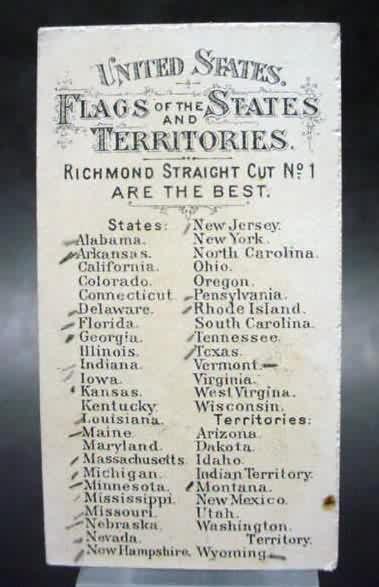 UNITED STATES.
FLAGS OF THE STATES
AND
TERRITORIES.
RICHMOND STRAIGHT CUT No 1
ARE THE BEST.
States:
Alabama.
Arkansas.
California.
Colorado.
Connecticut.
Delaware.
Florida.
Georgia.
Illinois.
Indiana.
Iowa.
Kansas.
Kentucky.
Louisiana.
Maine.
Maryland.
Massachusetts.
Michigan.
Minnesota.
Mississippi.
Missouri.
Nebraska.
Nevada.
New Hampshire.
New Jersey.
New York.
North Carolina.
Ohio.
Oregon.
Pensylvania.
Rhode Island.
South Carolina.
Tennessee.
Texas.
Vermont.
Virginia.
West Virgina.
Wisconsin.
Territories:
Arizona.
Dakota.
Idaho.
Indian Territory.
Montana.
New Mexico.
Utah.
Washington
Territory.
Wyoming.